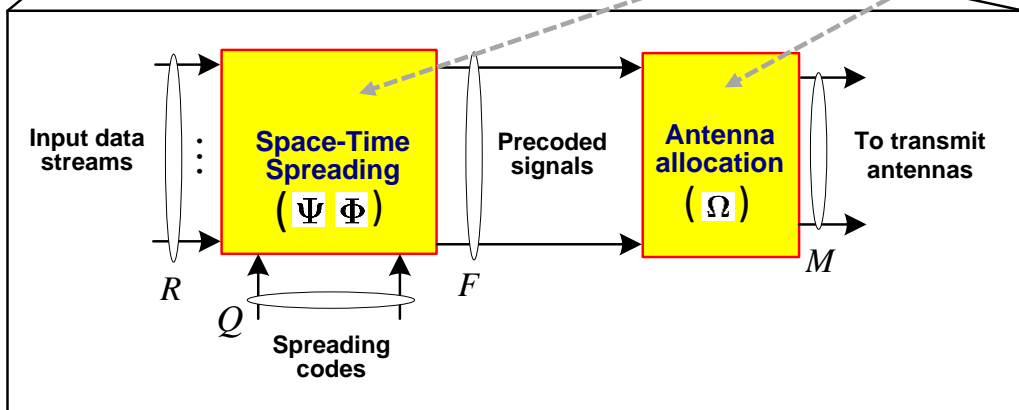 Input data
streams
R
Space-Time
Spreading
(Ψ Φ)
Q
Spreading
codes
F
Precoded
signals
Antenna
allocation
(Ω)
M
To transmit
antennas